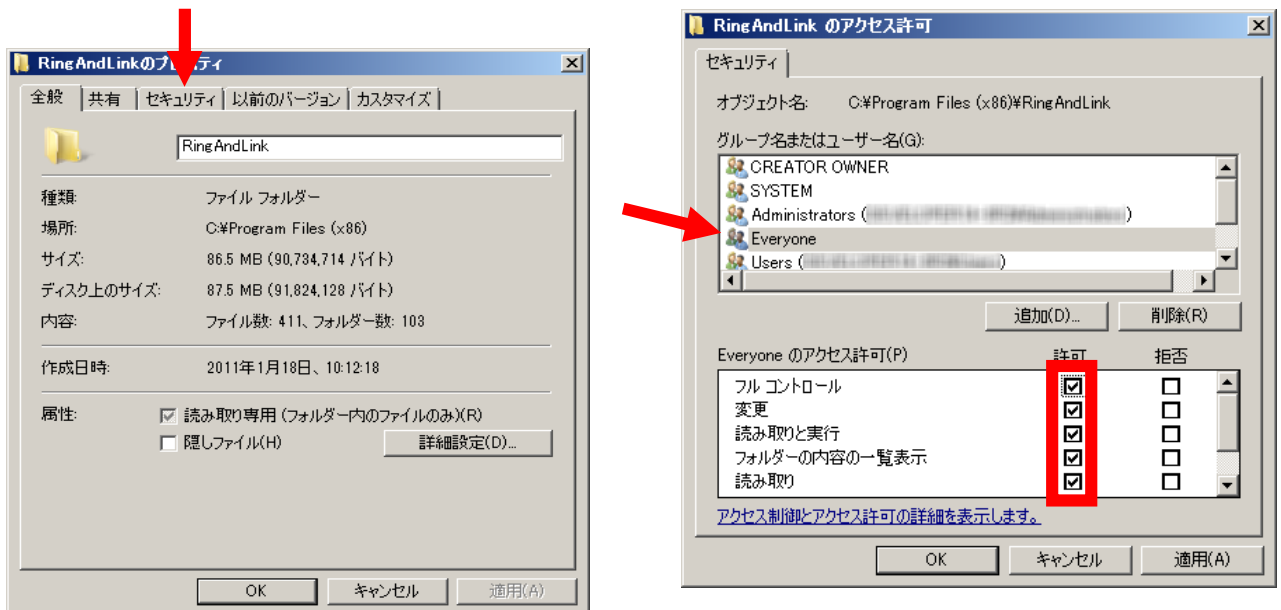 RingAndLinkのプ ティ
全般 共有 セキュリティ 以前のバージョン カスタマイズ
RingAndLink
種類: ファイル フォルダー
場所: C:¥Program Files (x86)
サイズ: 86.5 MB (90,734,714 バイト)
ディスク上のサイズ: 87.5 MB (91,824,128 バイト)
内容: ファイル数: 411、フォルダー数: 103
作成日時: 2011年1月18日、10:12:18
属性: 読み取り専用 (フォルダー内のファイルのみ)(R)
隠しファイル(H) 詳細設定(D)...
OK キャンセル 適用(A)
RingAndLink のアクセス許可
セキュリティ
オブジェクト名: C:¥Program Files (x86)¥RingAndLink
グループ名またはユーザー名(G):
CREATOR OWNER
SYSTEM
Administrators ( )
Everyone
Users ( )
追加(D)... 削除(R)
Everyone のアクセス許可(P) 許可 拒否
フル コントロール
変更
読み取りと実行
フォルダーの内容の一覧表示
読み取り
アクセス制御とアクセス許可の詳細を表示します。
OK キャンセル 適用(A)